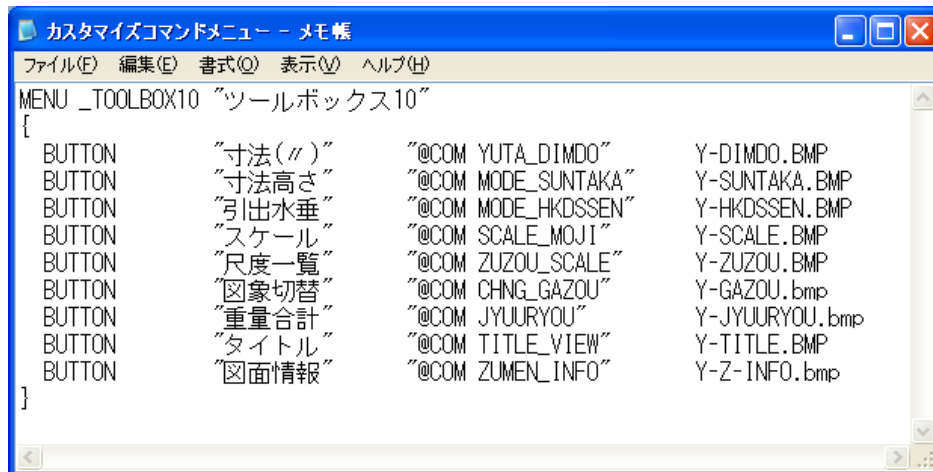 カスタマイズコマンドメニュー - メモ帳
ファイル(F) 編集(E) 書式(O) 表示(V) ヘルプ(H)
MENU _TOOLBOX10 "ツールボックス10"
{
BUTTON "寸法(〃)" "@COM YUTA_DIMDO" Y-DIMDO.BMP
BUTTON "寸法高さ" "@COM MODE_SUNTAKA" Y-SUNTAKA.BMP
BUTTON "引出水垂" "@COM MODE_HKDSSEN" Y-HKDSSEN.BMP
BUTTON "スケール" "@COM SCALE_MOJI" Y-SCALE.BMP
BUTTON "尺度一覧" "@COM ZUZOU_SCALE" Y-ZUZOU.BMP
BUTTON "図象切替" "@COM CHNG_GAZOU" Y-GAZOU.bmp
BUTTON "重量合計" "@COM JYUURYOU" Y-JYUURYOU.bmp
BUTTON "タイトル" "@COM TITLE_VIEW" Y-TITLE.BMP
BUTTON "図面情報" "@COM ZUMEN_INFO" Y-Z-INFO.bmp
}